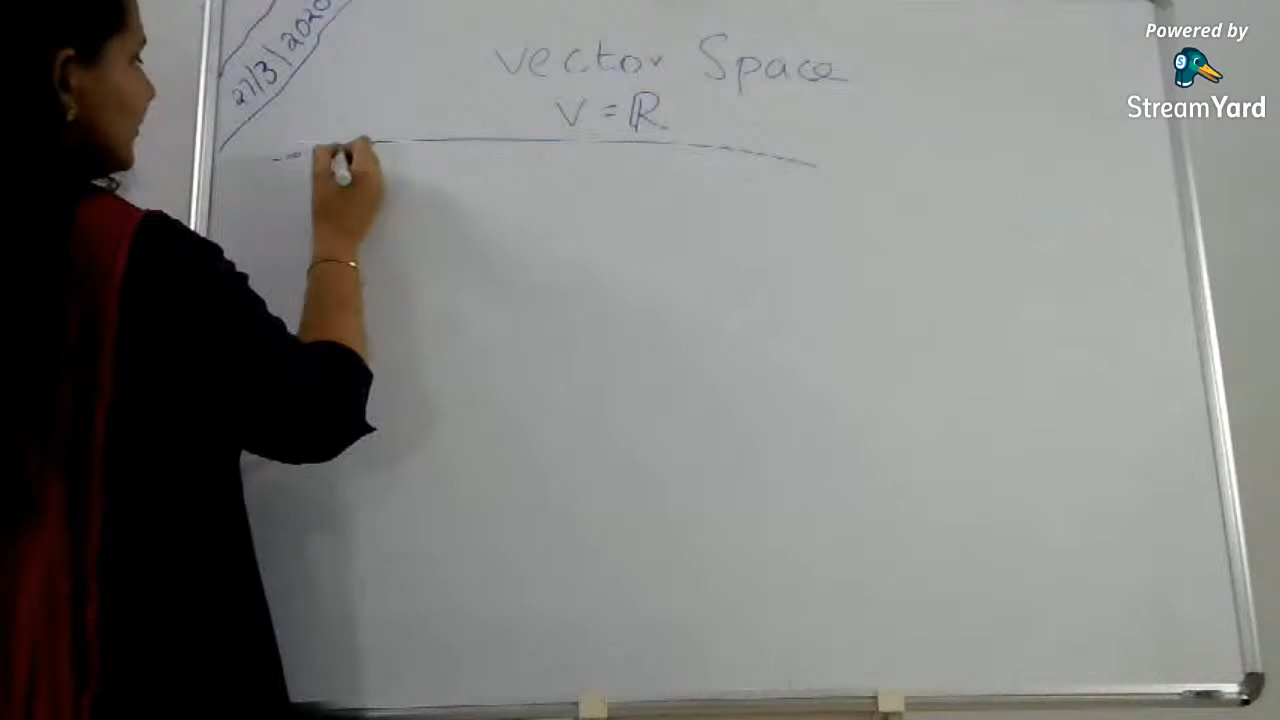 27/3/2020
vector Space
V = ℝ
Powered by
StreamYard